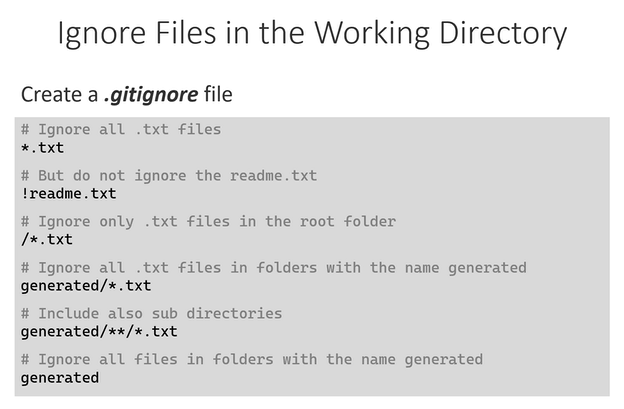 Ignore Files in the Working Directory
Create a .gitignore file
# Ignore all .txt files
*.txt
# But do not ignore the readme.txt
!readme.txt
# Ignore only .txt files in the root folder
/*.txt
# Ignore all .txt files in folders with the name generated
generated/*.txt
# Include also sub directories
generated/**/*.txt
# Ignore all files in folders with the name generated
generated